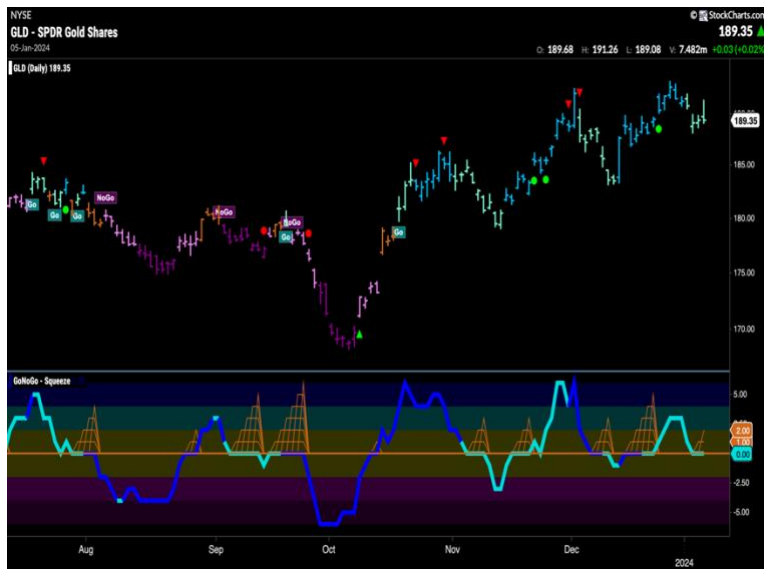 NYSE
© StockCharts.com
GLD - SPDR Gold Shares
189.35
05-Jan-2024
O: 189.68 H: 191.26 L: 189.08 V: 7.482m +0.03 (+0.02%)
GLD (Daily) 189.35
189.35
185.00
180.00
175.00
170.00
Go
Go
Go
NoGo
NoGo
NoGo
Go
Go
GoNoGo - Squeeze
5.00
2.00
1.00
0.00
-2.50
-5.00
Aug
Sep
Oct
Nov
Dec
2024